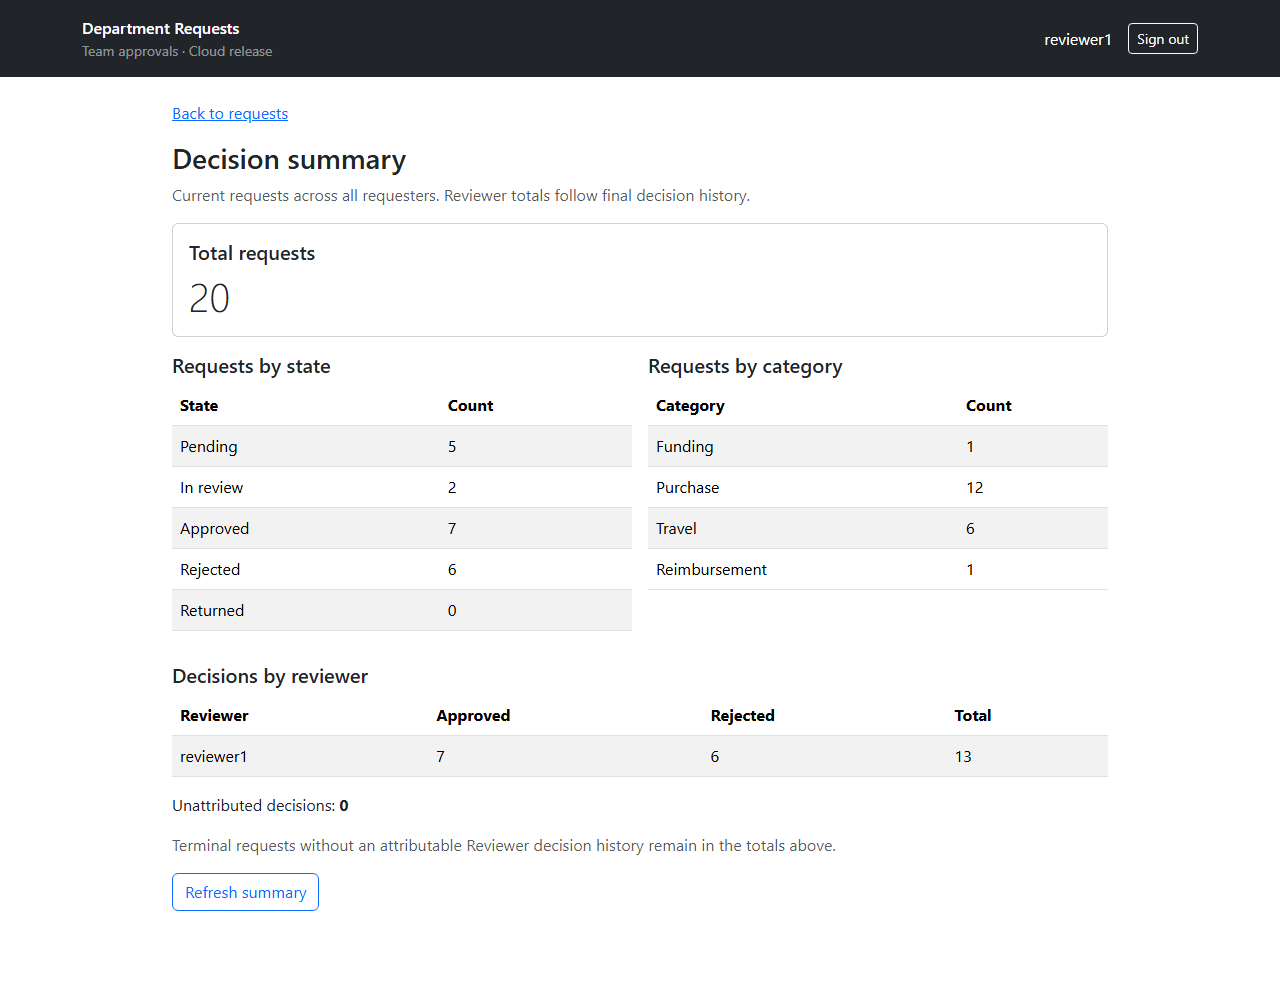 Department Requests
Team approvals · Cloud release
reviewer1
Sign out
Back to requests
Decision summary
Current requests across all requesters. Reviewer totals follow final decision history.
Total requests
20
Requests by state
State Count
Pending 5
In review 2
Approved 7
Rejected 6
Returned 0
Requests by category
Category Count
Funding 1
Purchase 12
Travel 6
Reimbursement 1
Decisions by reviewer
Reviewer Approved Rejected Total
reviewer1 7 6 13
Unattributed decisions: 0
Terminal requests without an attributable Reviewer decision history remain in the totals above.
Refresh summary